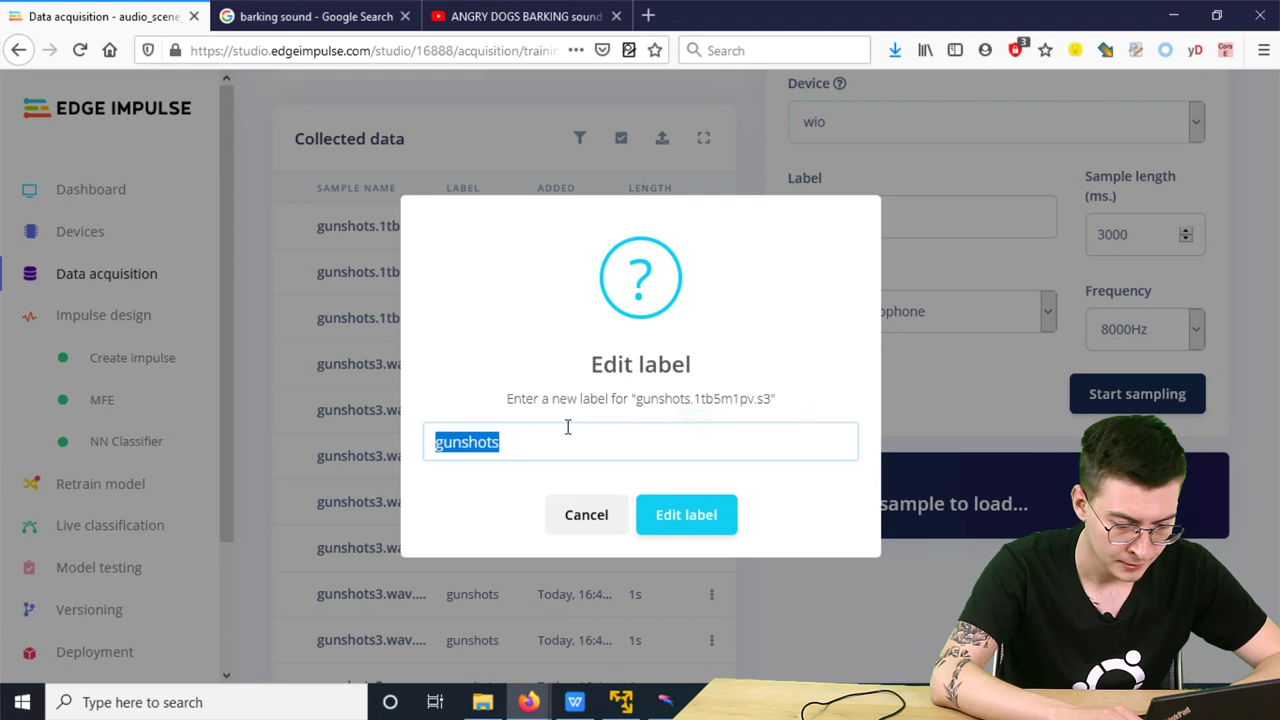 Data acquisition - audio_scene_
barking sound - Google Search
ANGRY DOGS BARKING sound
https://studio.edgeimpulse.com/studio/16888/acquisition/training
Search
3
yD
Cors
E
EDGE IMPULSE
Dashboard
Devices
Data acquisition
Impulse design
Create impulse
MFE
NN Classifier
Retrain model
Live classification
Model testing
Versioning
Deployment
Collected data
SAMPLE NAME LABEL ADDED LENGTH
gunshots.1tb
gunshots.1tb
gunshots.1tb
gunshots3.w
gunshots3.w
gunshots3.wa
gunshots3.wa
gunshots3.wa
gunshots3.wav.... gunshots Today, 16:4... 1s
gunshots3.wav.... gunshots Today, 16:4... 1s
Device
wio
Label
Sample length
(ms.)
3000
ophone
Frequency
8000Hz
Start sampling
sample to load...
?
Edit label
Enter a new label for "gunshots.1tb5m1pv.s3"
gunshots
Cancel
Edit label
Type here to search
W